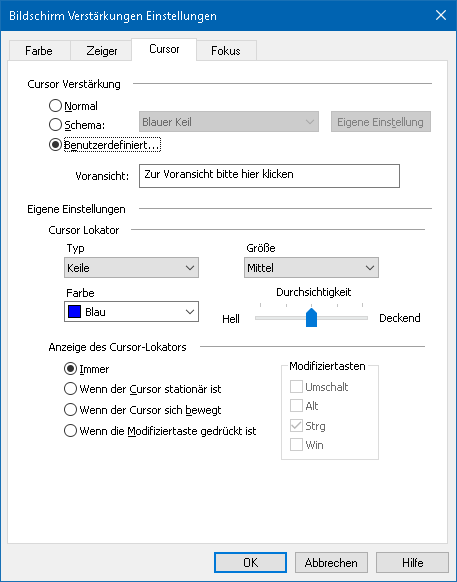 Bildschirm Verstärkungen Einstellungen
Farbe Zeiger Cursor Fokus
Cursor Verstärkung
Normal
Schema: Blauer Keil Eigene Einstellung
Benutzerdefiniert...
Voransicht: Zur Voransicht bitte hier klicken
Eigene Einstellungen
Cursor Lokator
Typ Größe
Keile Mittel
Farbe Durchsichtigkeit
Blau Hell Deckend
Anzeige des Cursor-Lokators
Immer Modifiziertasten
Wenn der Cursor stationär ist Umschalt
Wenn der Cursor sich bewegt Alt
Wenn die Modifiziertaste gedrückt ist Strg
Win
OK Abbrechen Hilfe